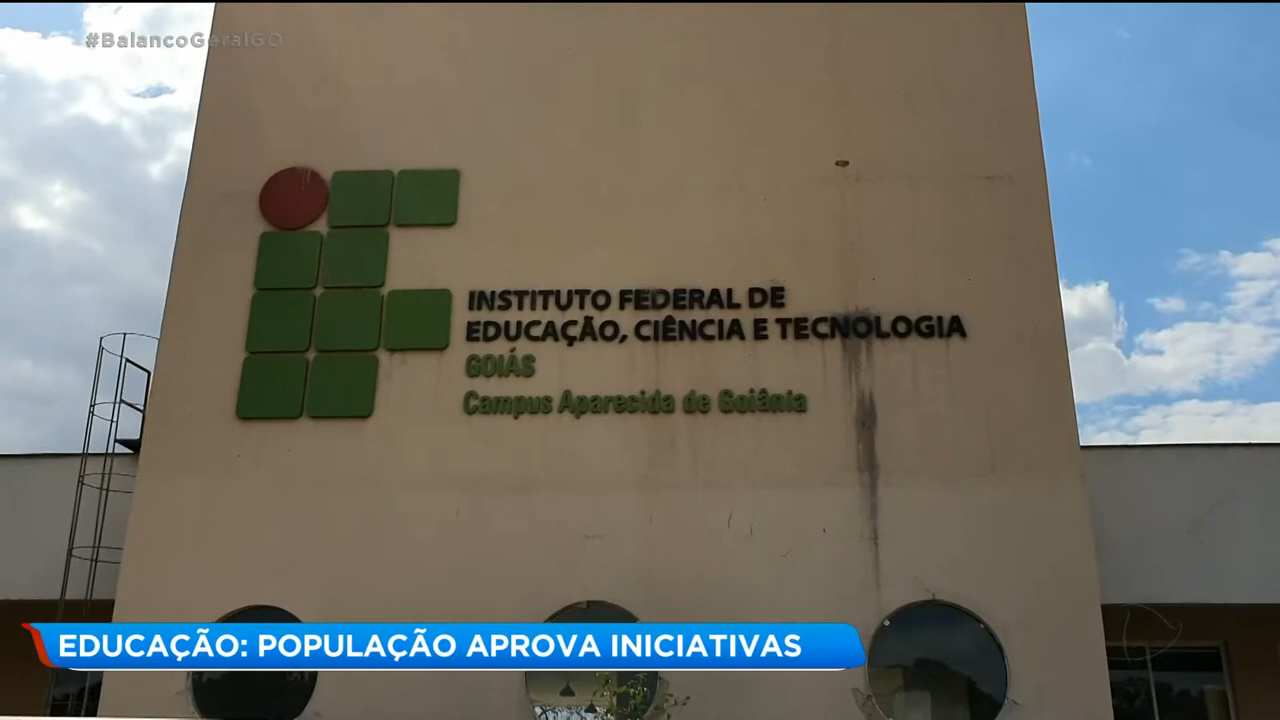 #BalancoGeralGO
INSTITUTO FEDERAL DE
EDUCAÇÃO, CIÊNCIA E TECNOLOGIA
GOIÁS
Campus Aparecida de Goiânia
EDUCAÇÃO: POPULAÇÃO APROVA INICIATIVAS